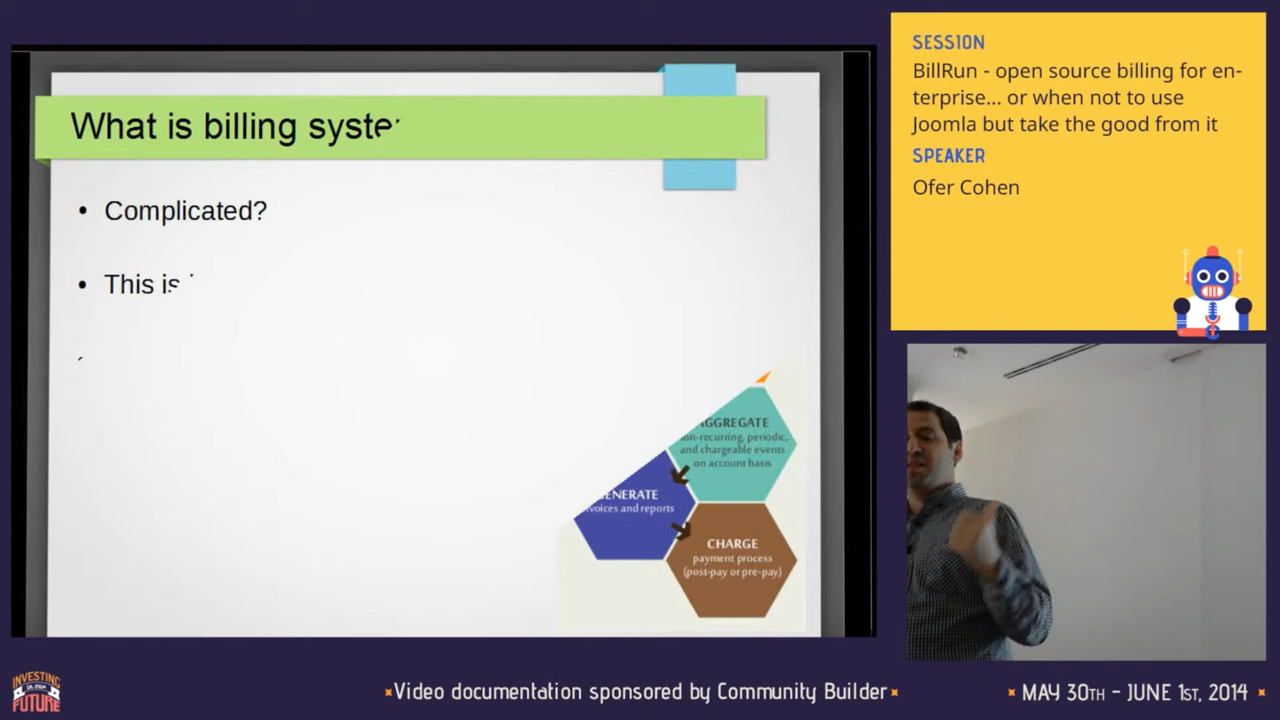 What is billing
• Complicated?
• This is
AGGREGATE
non-recurring, periodic,
and chargeable events
on account basis
GENERATE
invoices and reports
CHARGE
payment process
(post-pay or pre-pay)
SESSION
BillRun - open source billing for en-
terprise... or when not to use
Joomla but take the good from it
SPEAKER
Ofer Cohen
INVESTING
IN OUR
FUTURE
Video documentation sponsored by Community Builder
MAY 30TH - JUNE 1ST, 2014